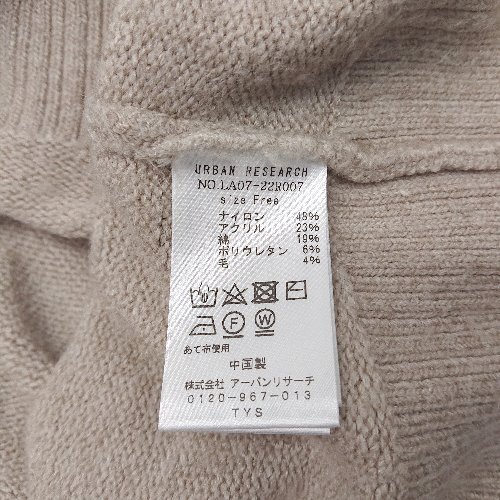 URBAN RESEARCH
NO.LA07-22R007
size Free
ナイロン 48%
アクリル 23%
綿 19%
ポリウレタン 6%
毛 4%
F W
あて布使用
中国製
株式会社 アーバンリサーチ
0120-967-013
TYS